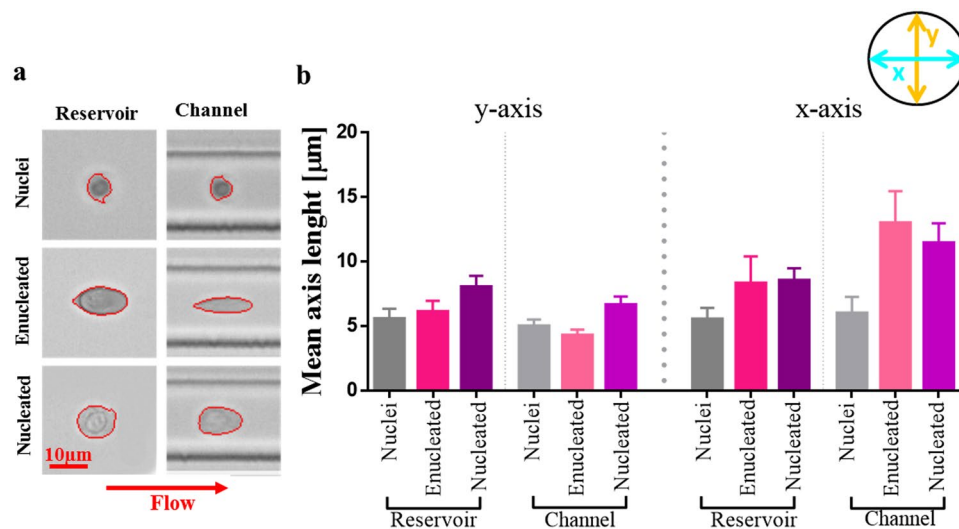 a
Reservoir Channel
Nuclei
Enucleated
Nucleated
10µm
Flow
b
y
x
y-axis x-axis
Mean axis lenght [µm]
20
15
10
5
0
Nuclei Enucleated Nucleated Nuclei Enucleated Nucleated Nuclei Enucleated Nucleated Nuclei Enucleated Nucleated
Reservoir Channel Reservoir Channel